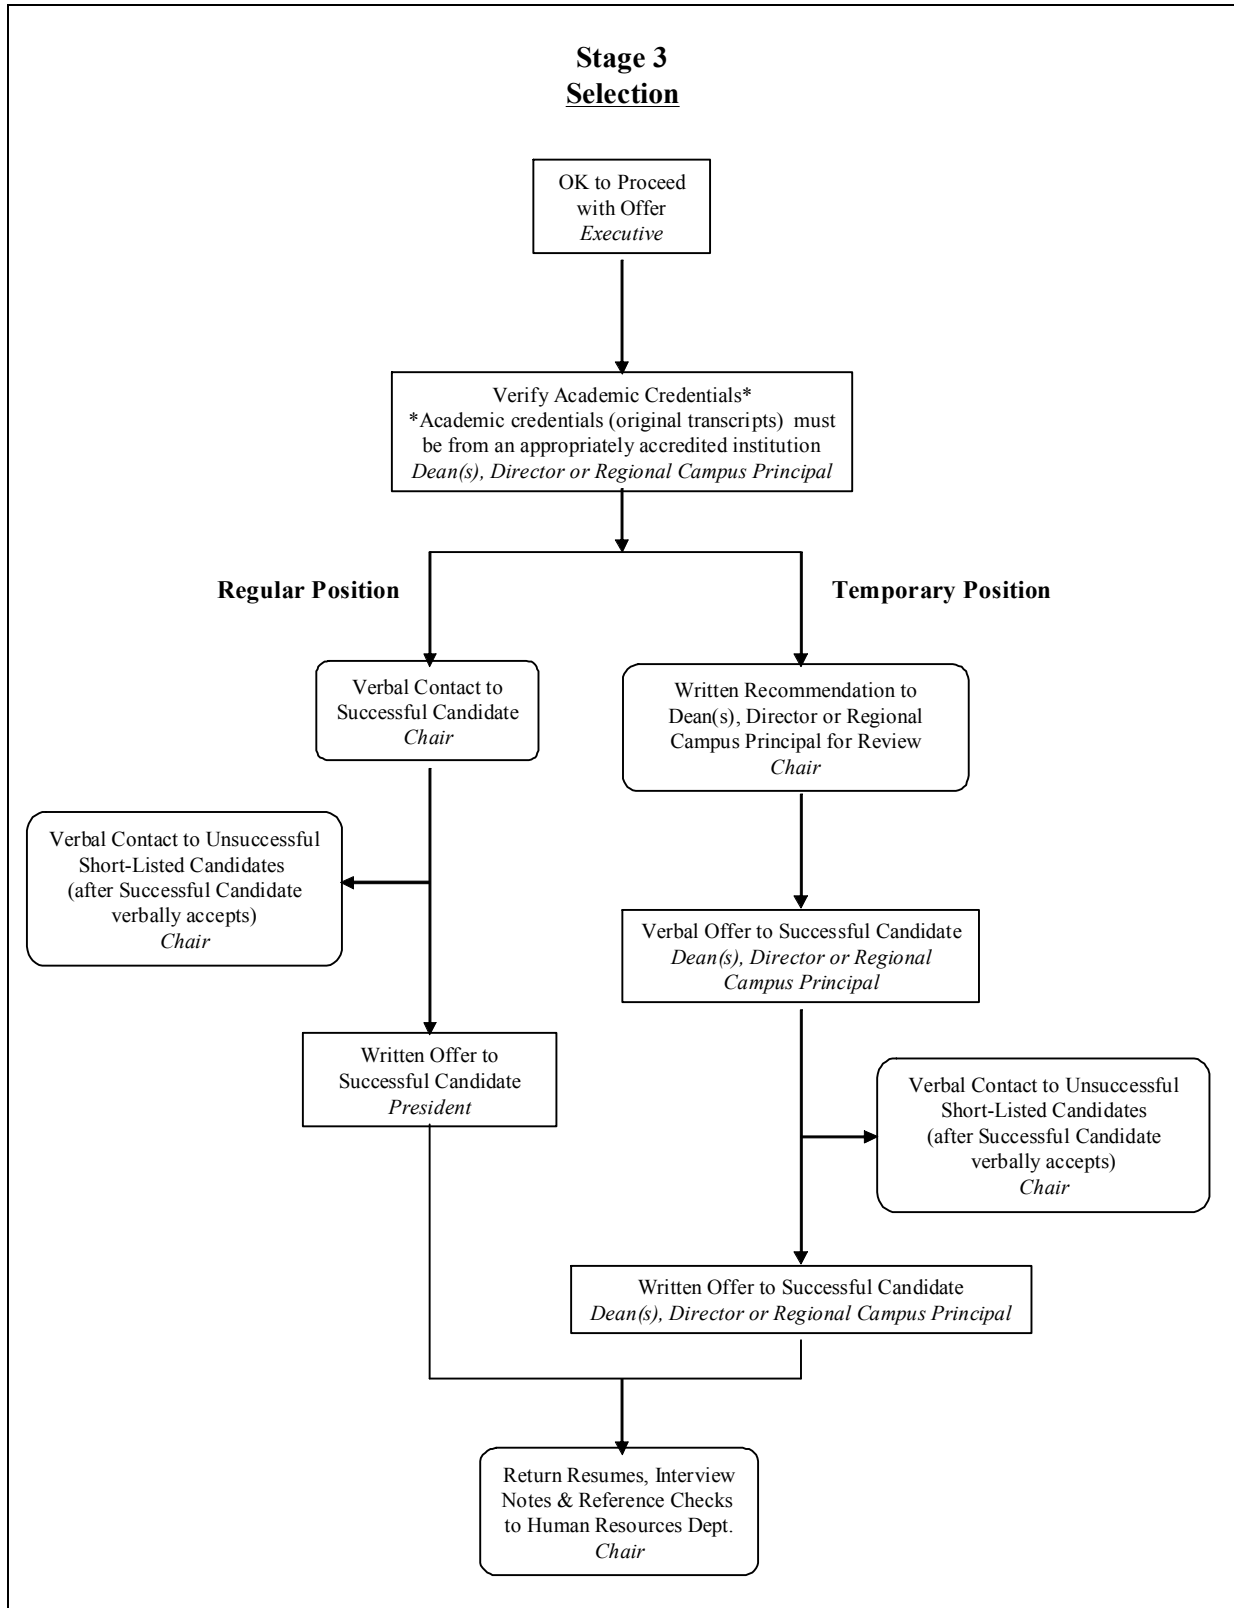 Stage 3
Selection
OK to Proceed
with Offer
Executive
Verify Academic Credentials*
*Academic credentials (original transcripts) must
be from an appropriately accredited institution
Dean(s), Director or Regional Campus Principal
Regular Position
Temporary Position
Verbal Contact to
Successful Candidate
Chair
Written Recommendation to
Dean(s), Director or Regional
Campus Principal for Review
Chair
Verbal Contact to Unsuccessful
Short-Listed Candidates
(after Successful Candidate
verbally accepts)
Chair
Verbal Offer to Successful Candidate
Dean(s), Director or Regional
Campus Principal
Written Offer to
Successful Candidate
President
Verbal Contact to Unsuccessful
Short-Listed Candidates
(after Successful Candidate
verbally accepts)
Chair
Written Offer to Successful Candidate
Dean(s), Director or Regional Campus Principal
Return Resumes, Interview
Notes & Reference Checks
to Human Resources Dept.
Chair